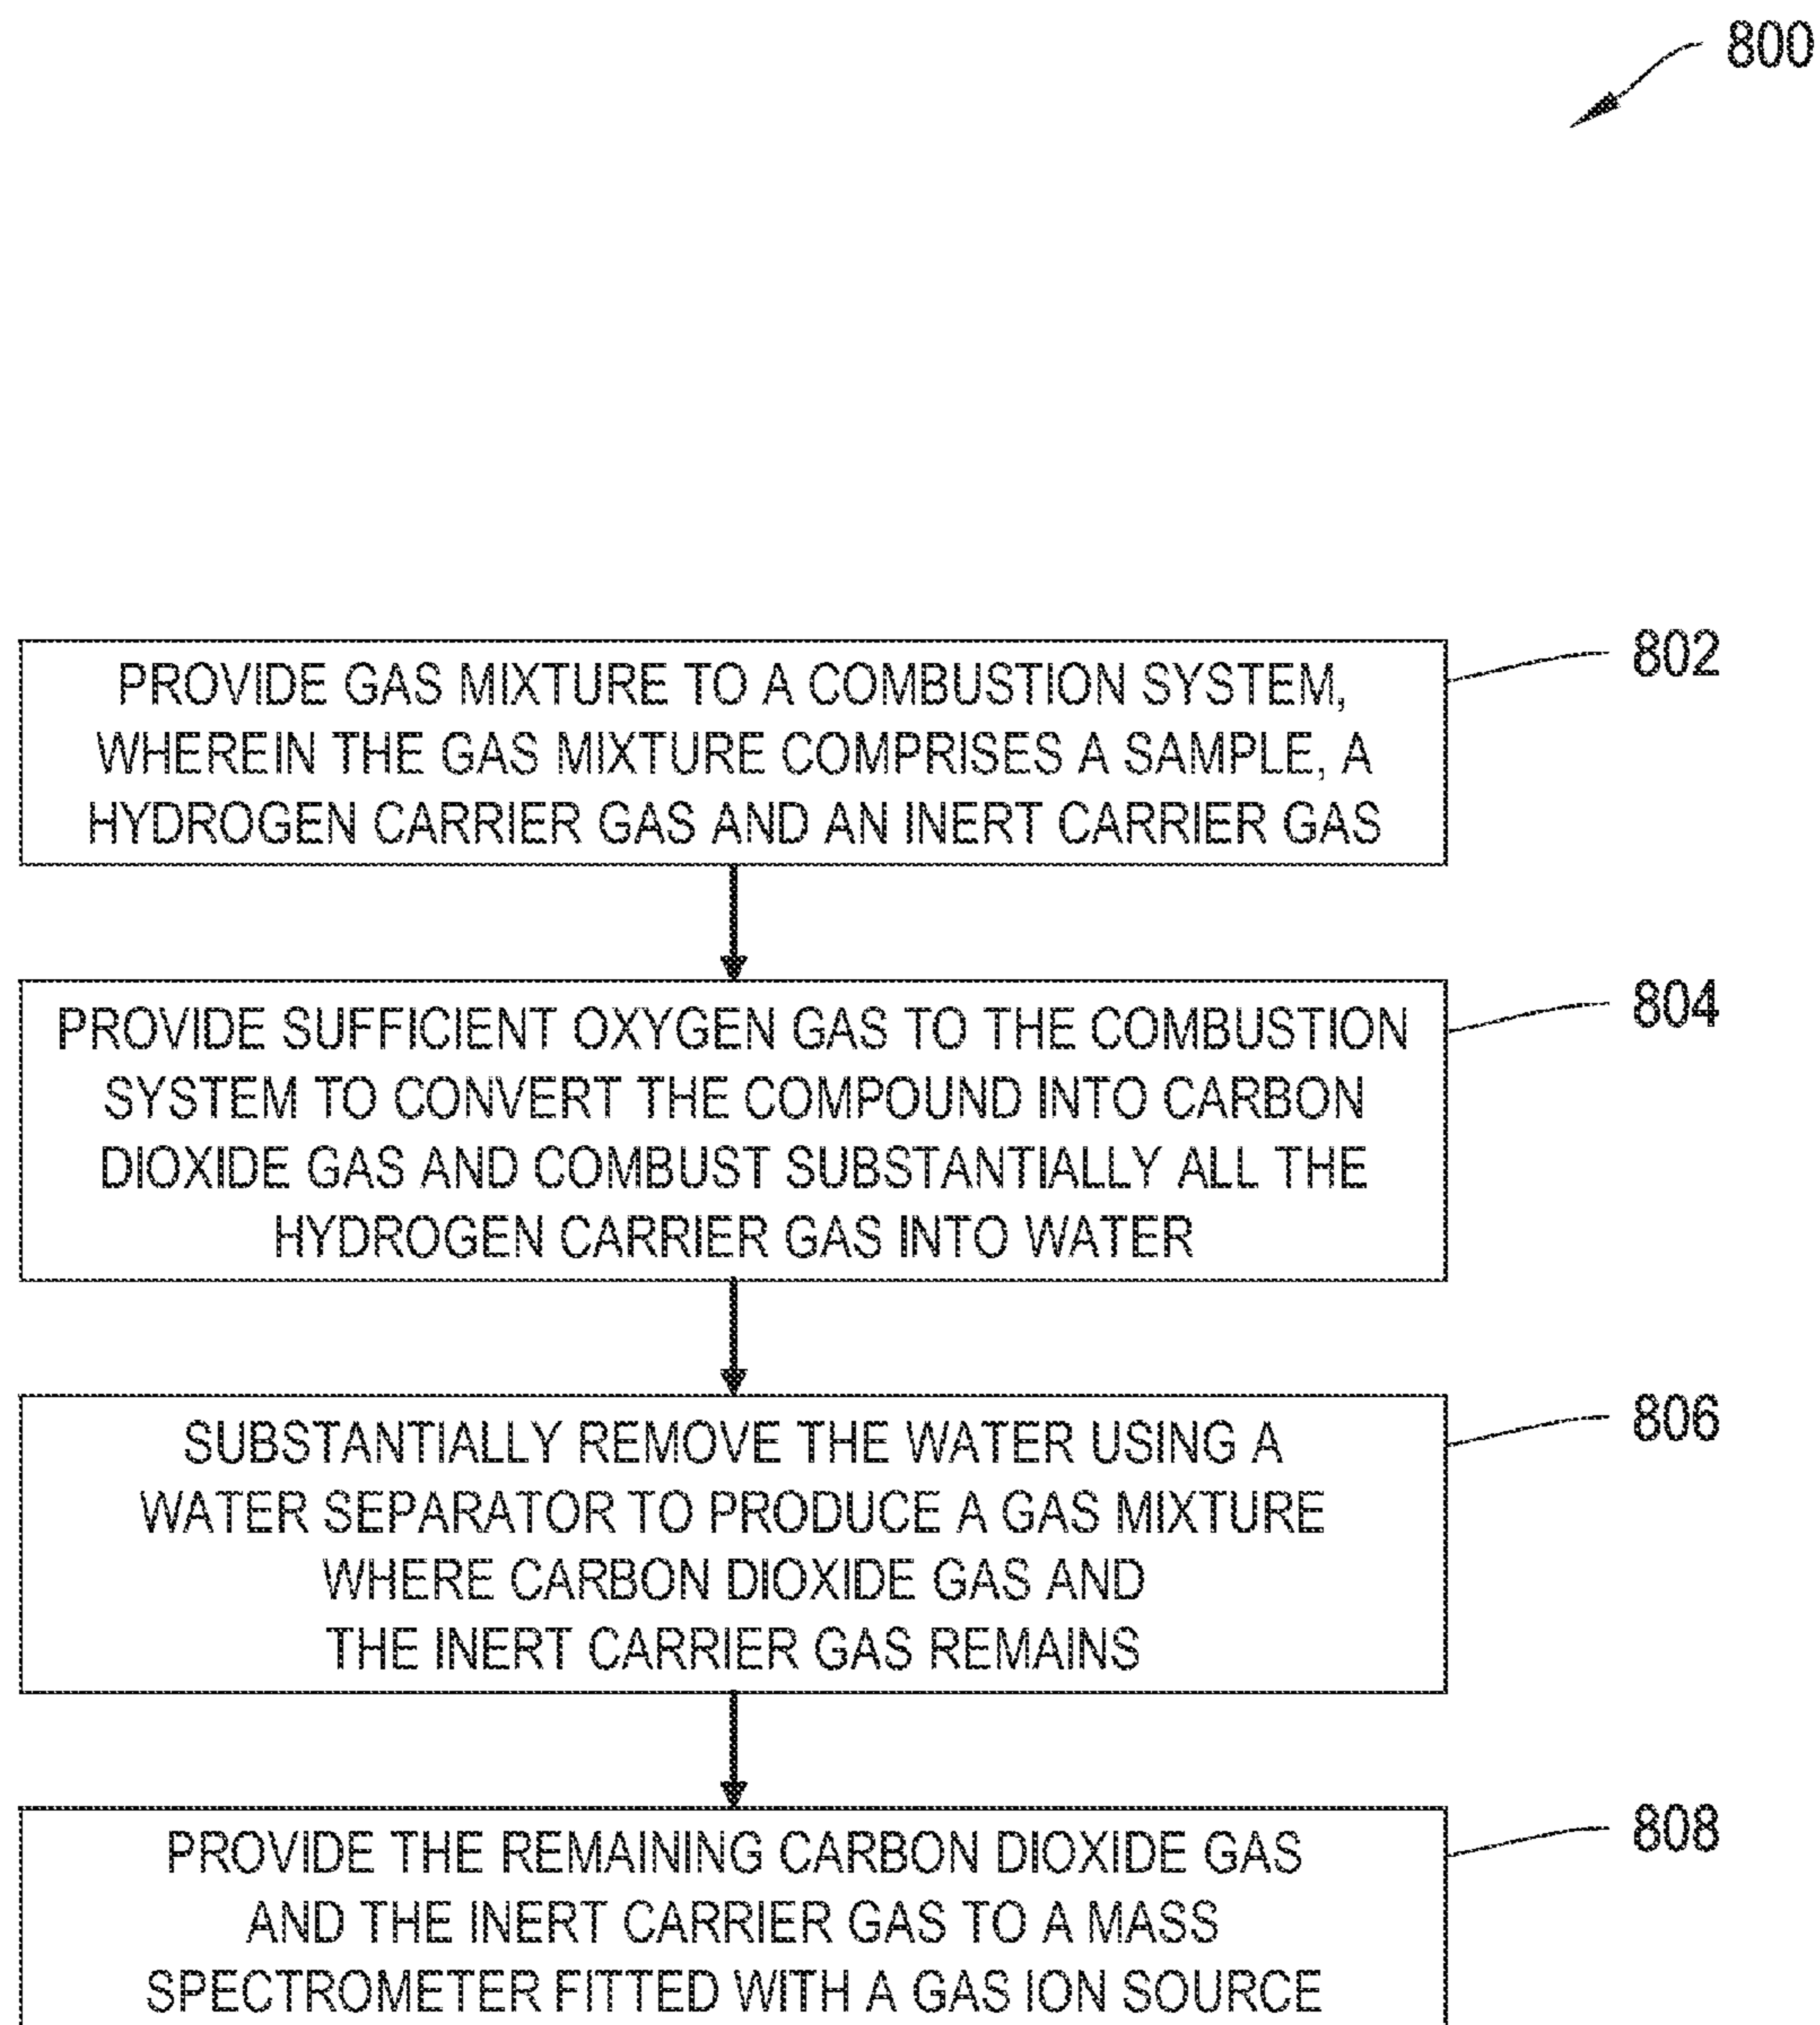 800
PROVIDE GAS MIXTURE TO A COMBUSTION SYSTEM,
WHEREIN THE GAS MIXTURE COMPRISES A SAMPLE, A
HYDROGEN CARRIER GAS AND AN INERT CARRIER GAS
802
PROVIDE SUFFICIENT OXYGEN GAS TO THE COMBUSTION
SYSTEM TO CONVERT THE COMPOUND INTO CARBON
DIOXIDE GAS AND COMBUST SUBSTANTIALLY ALL THE
HYDROGEN CARRIER GAS INTO WATER
804
SUBSTANTIALLY REMOVE THE WATER USING A
WATER SEPARATOR TO PRODUCE A GAS MIXTURE
WHERE CARBON DIOXIDE GAS AND
THE INERT CARRIER GAS REMAINS
806
PROVIDE THE REMAINING CARBON DIOXIDE GAS
AND THE INERT CARRIER GAS TO A MASS
SPECTROMETER FITTED WITH A GAS ION SOURCE
808